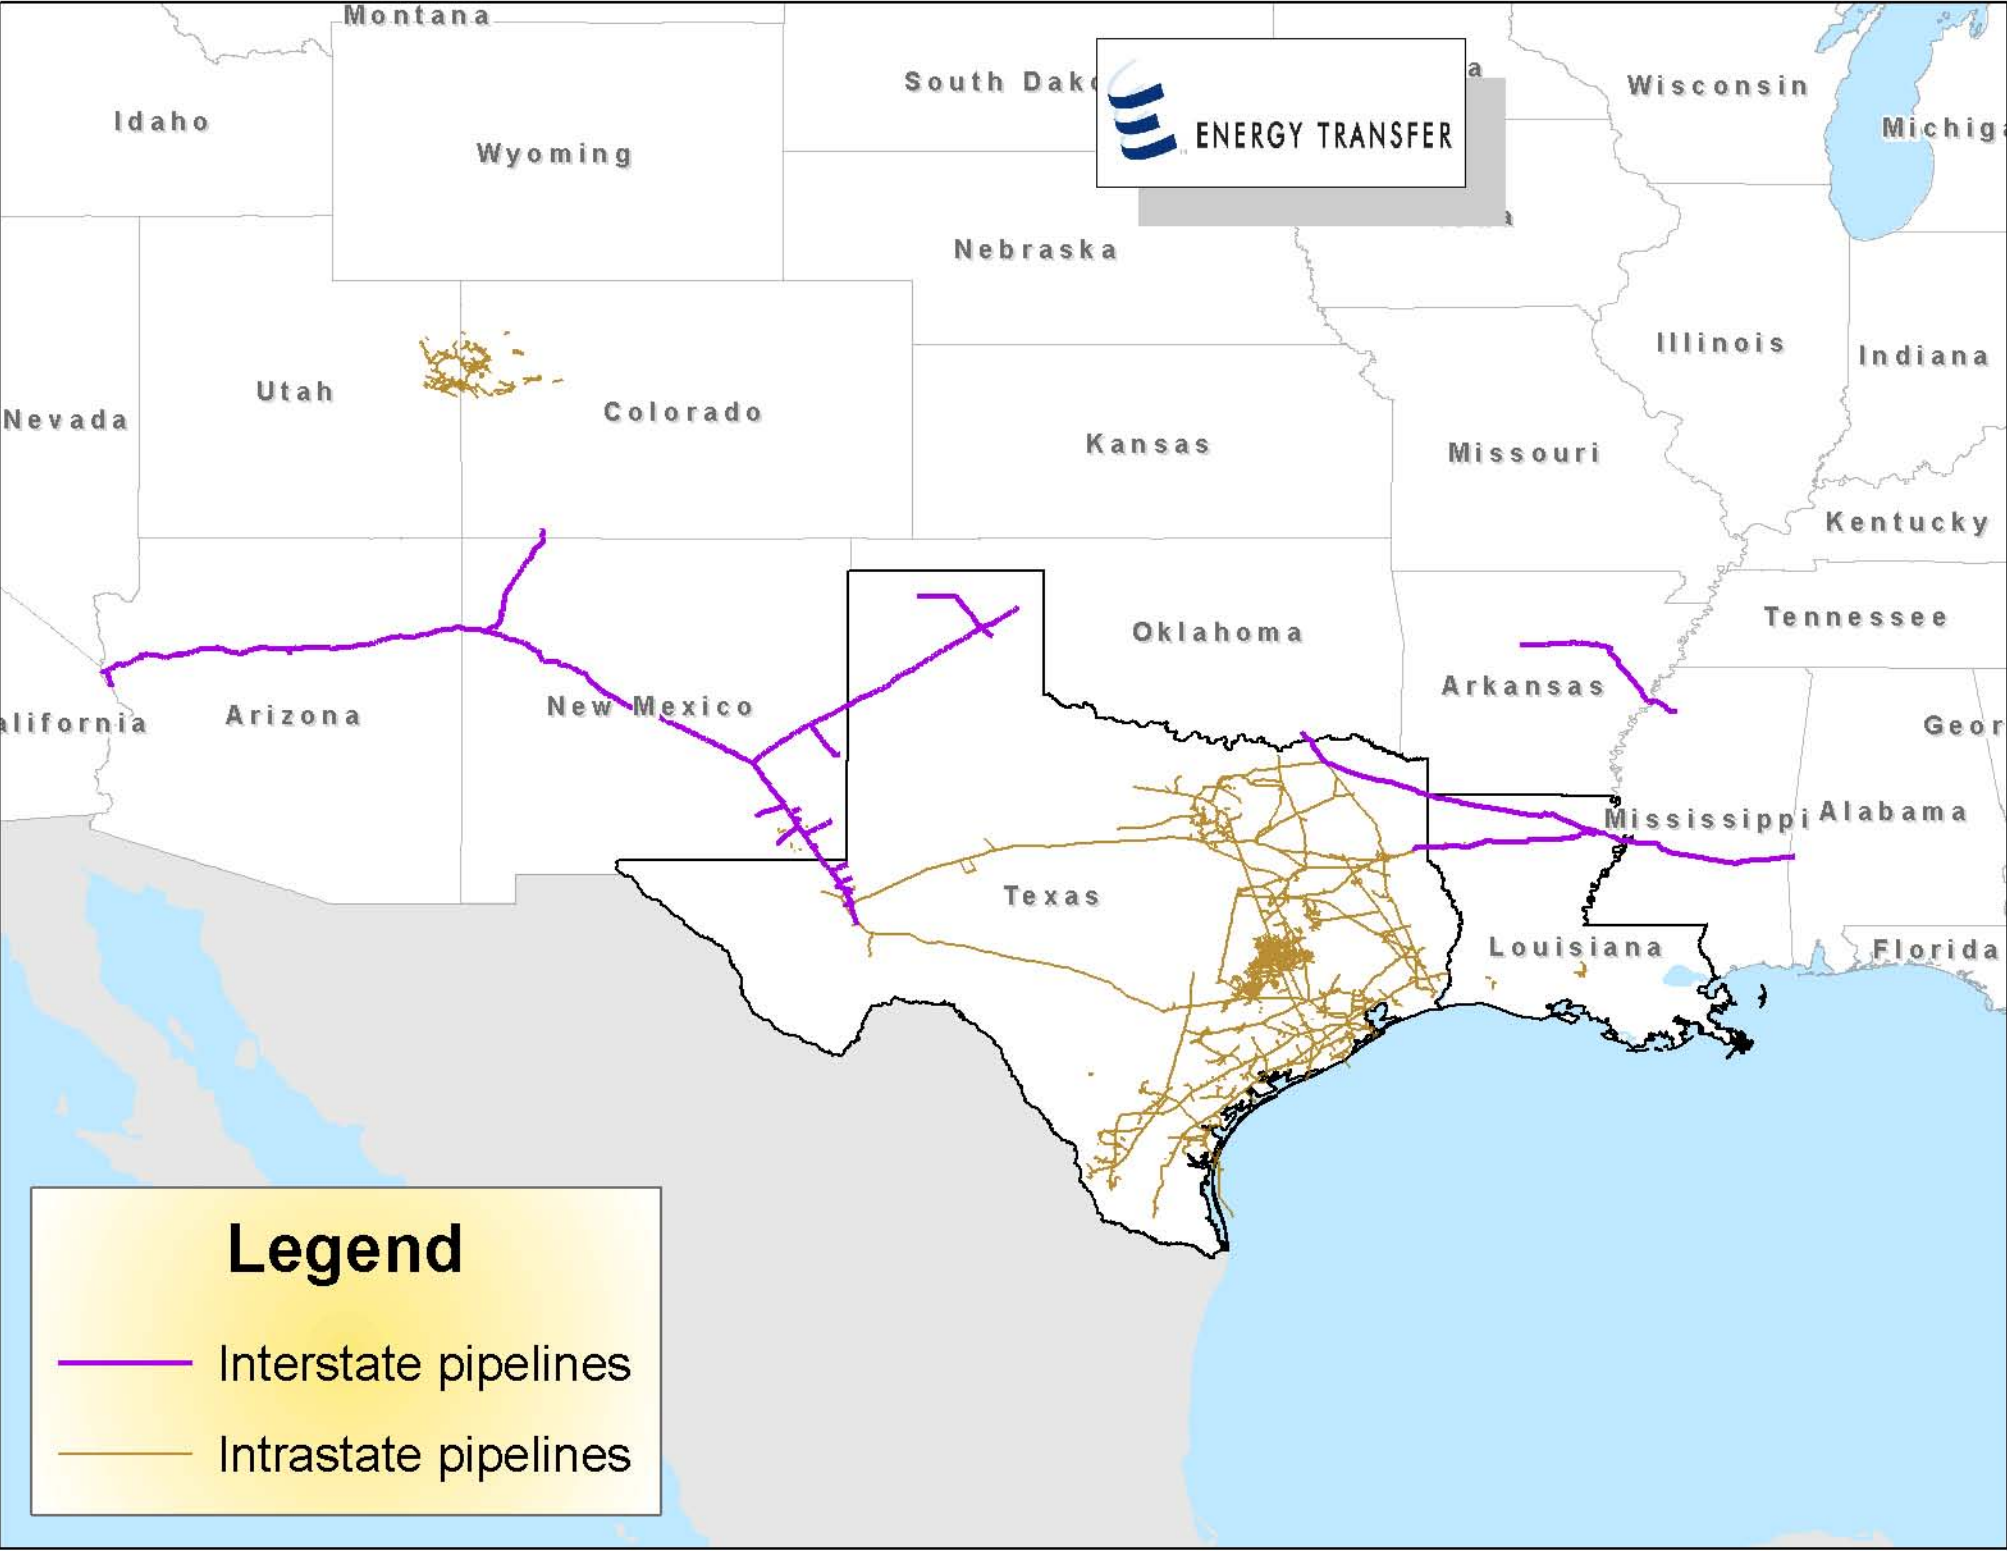 Montana
South Dak
a
Wisconsin
Michig
Idaho
Wyoming
ENERGY TRANSFER
a
Nebraska
Illinois
Indiana
Utah
Colorado
Nevada
Kansas
Missouri
Kentucky
Tennessee
Oklahoma
Arkansas
New Mexico
Arizona
alifornia
Geor
Mississippi
Alabama
Texas
Louisiana
Florida
Legend
Interstate pipelines
Intrastate pipelines